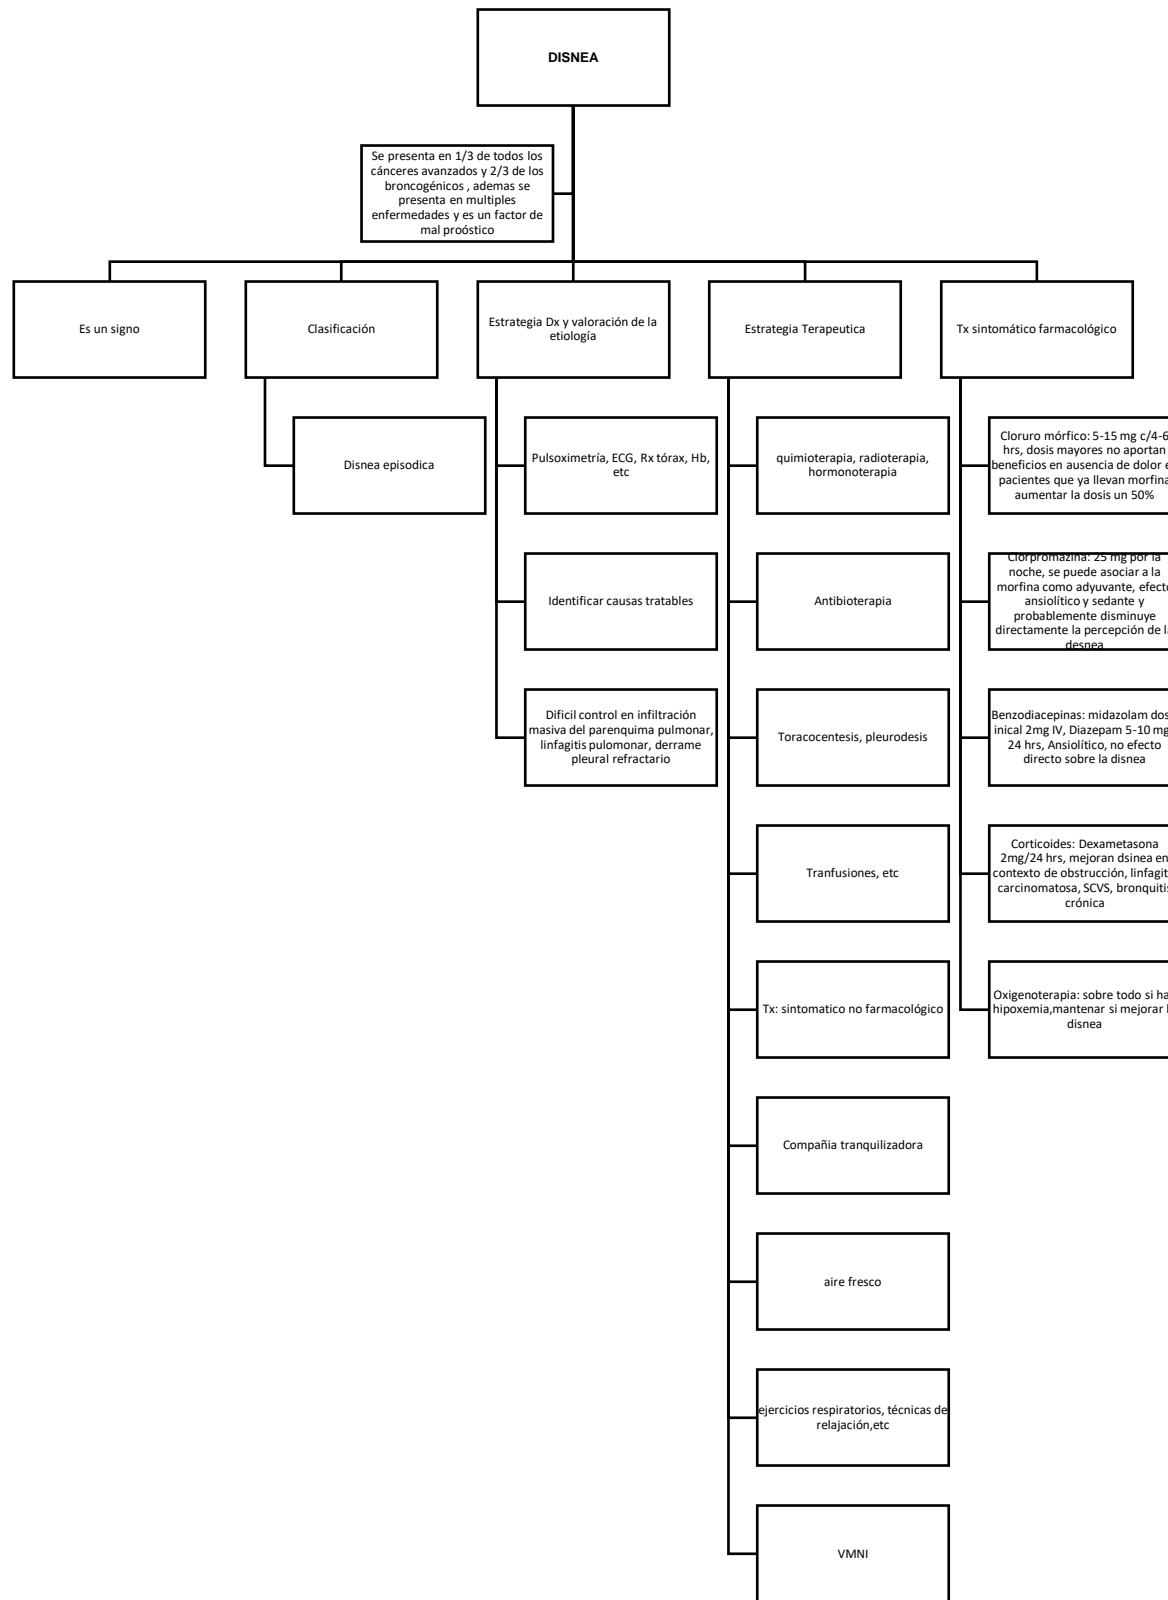 DISNEA
Se presenta en 1/3 de todos los
cánceres avanzados y 2/3 de los
broncogénicos , ademas se
presenta en multiples
enfermedades y es un factor de
mal proóstico
Es un signo
Clasificación
Estrategia Dx y valoración de la
etiología
Estrategia Terapeutica
Tx sintomático farmacológico
Disnea episodica
Pulsoximetría, ECG, Rx tórax, Hb,
etc
Identificar causas tratables
Dificil control en infiltración
masiva del parenquima pulmonar,
linfagitis pulomonar, derrame
pleural refractario
quimioterapia, radioterapia,
hormonoterapia
Antibioterapia
Toracocentesis, pleurodesis
Tranfusiones, etc
Tx: sintomatico no farmacológico
Compañia tranquilizadora
aire fresco
ejercicios respiratorios, técnicas de
relajación,etc
VMNI
Cloruro mórfico: 5-15 mg c/4-6
hrs, dosis mayores no aportan
beneficios en ausencia de dolor
pacientes que ya llevan morfina
aumentar la dosis un 50%
Clorpromazina: 25 mg por la
noche, se puede asociar a la
morfina como adyuvante, efecto
ansiolítico y sedante y
probablemente disminuye
directamente la percepción de
desnea
Benzodiacepinas: midazolam
inical 2mg IV, Diazepam 5-10 mg
24 hrs, Ansiolítico, no efecto
directo sobre la disnea
Corticoides: Dexametasona
2mg/24 hrs, mejoran dsinea en
contexto de obstrucción,
carcinomatosa, SCVS, bronquitis
crónica
Oxigenoterapia: sobre todo si
hipoxemia,mantenar si mejorar
disnea